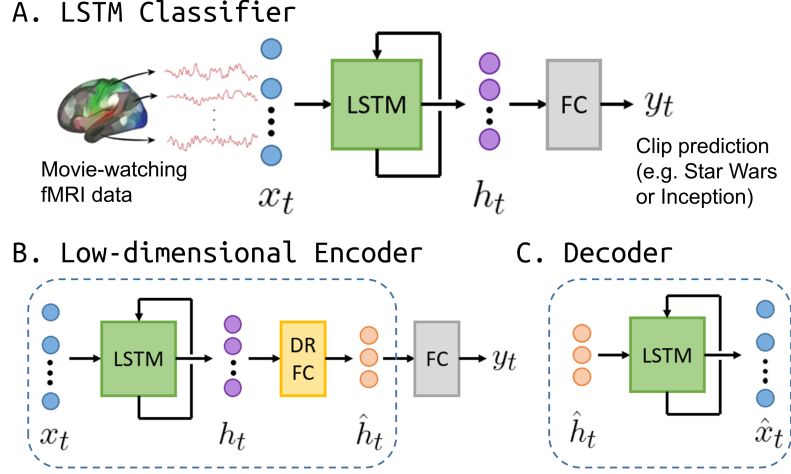 A. LSTM Classifier
LSTM
FC
y_t
Movie-watching
fMRI data
x_t
h_t
Clip prediction
(e.g. Star Wars
or Inception)
B. Low-dimensional Encoder
LSTM
DR
FC
FC
y_t
x_t
h_t
ĥ_t
C. Decoder
LSTM
ĥ_t
x̂_t